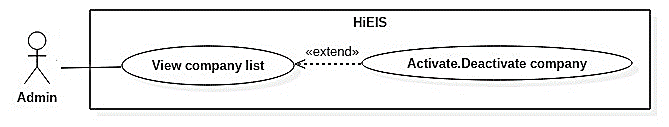 HiEIS
«extend»
View company list
Activate.Deactivate company
Admin